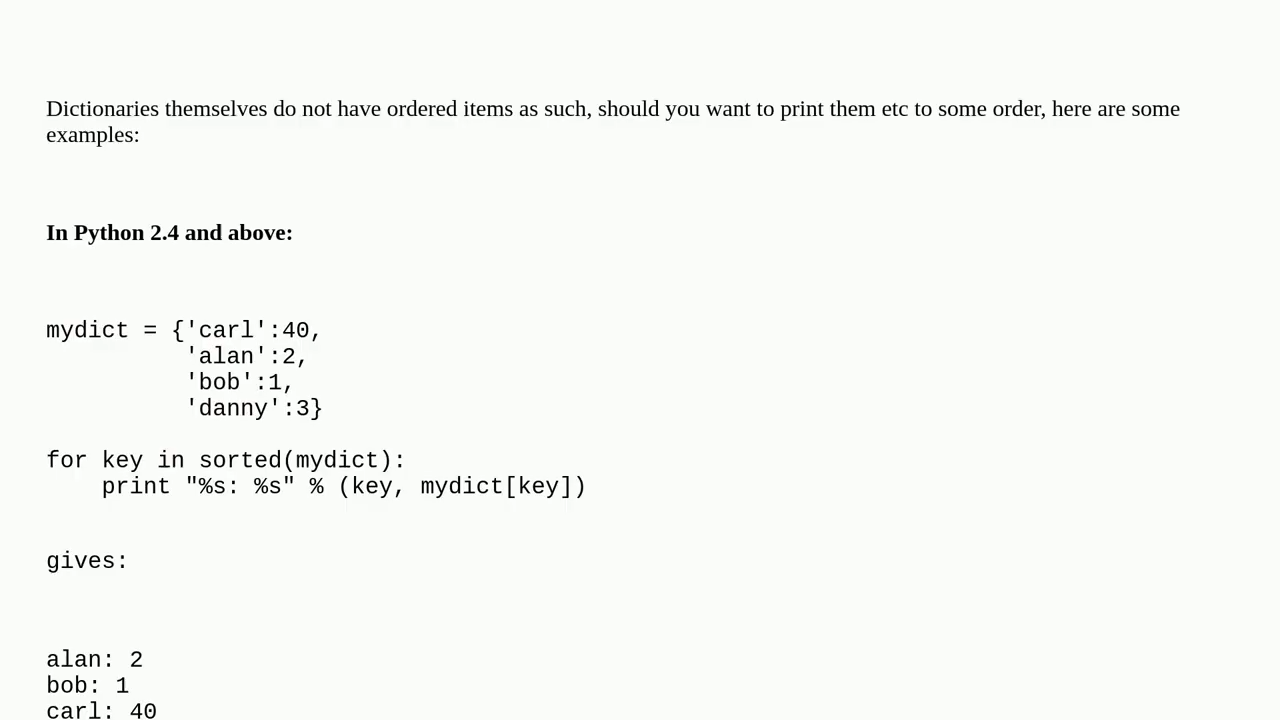 Dictionaries themselves do not have ordered items as such, should you want to print them etc to some order, here are some
examples:
In Python 2.4 and above:
mydict = {'carl':40,
          'alan':2,
          'bob':1,
          'danny':3}
for key in sorted(mydict):
    print "%s: %s" % (key, mydict[key])
gives:
alan: 2
bob: 1
carl: 40